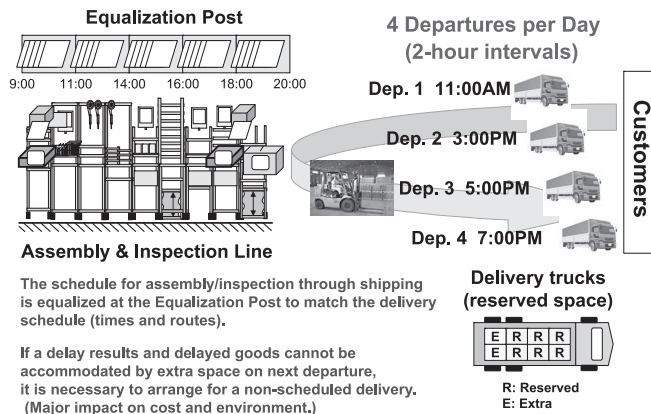 Equalization Post
9:00 11:00 14:00 16:00 18:00 20:00
Assembly & Inspection Line
4 Departures per Day
(2-hour intervals)
Dep. 1 11:00AM
Dep. 2 3:00PM
Dep. 3 5:00PM
Dep. 4 7:00PM
Customers
The schedule for assembly/inspection through shipping
is equalized at the Equalization Post to match the delivery
schedule (times and routes).
If a delay results and delayed goods cannot be
accommodated by extra space on next departure,
it is necessary to arrange for a non-scheduled delivery.
(Major impact on cost and environment.)
Delivery trucks
(reserved space)
E R R R
E R R R
R: Reserved
E: Extra